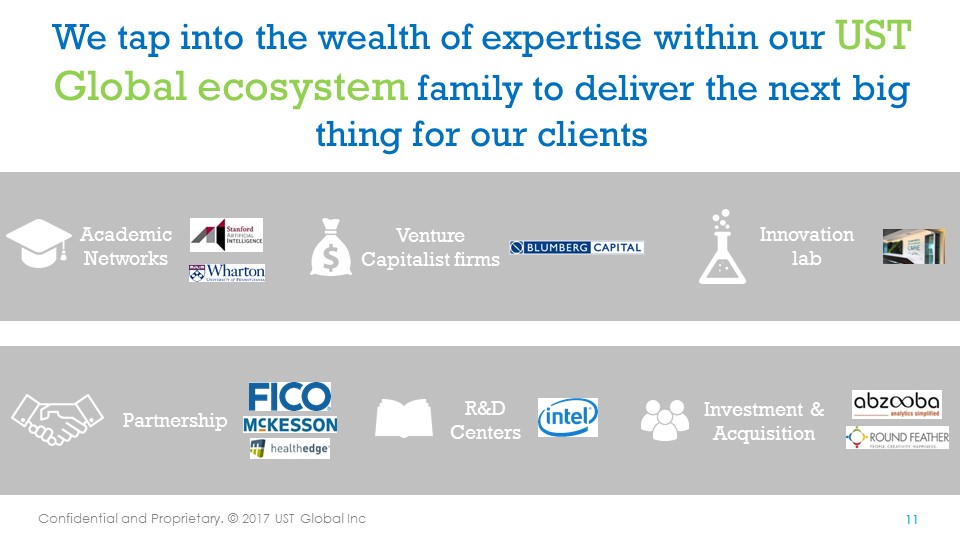 We tap into the wealth of expertise within our UST
Global ecosystem family to deliver the next big
thing for our clients
Academic
Networks
Stanford
ARTIFICIAL
INTELLIGENCE
Wharton
UNIVERSITY of PENNSYLVANIA
$
Venture
Capitalist firms
BLUMBERG CAPITAL
Innovation
lab
Partnership
FICO
MCKESSON
healthedge
R&D
Centers
intel
Investment &
Acquisition
abzooba
analytics simplified
ROUND FEATHER
PEOPLE. CREATIVITY. HAPPINESS.
Confidential and Proprietary. © 2017 UST Global Inc
11